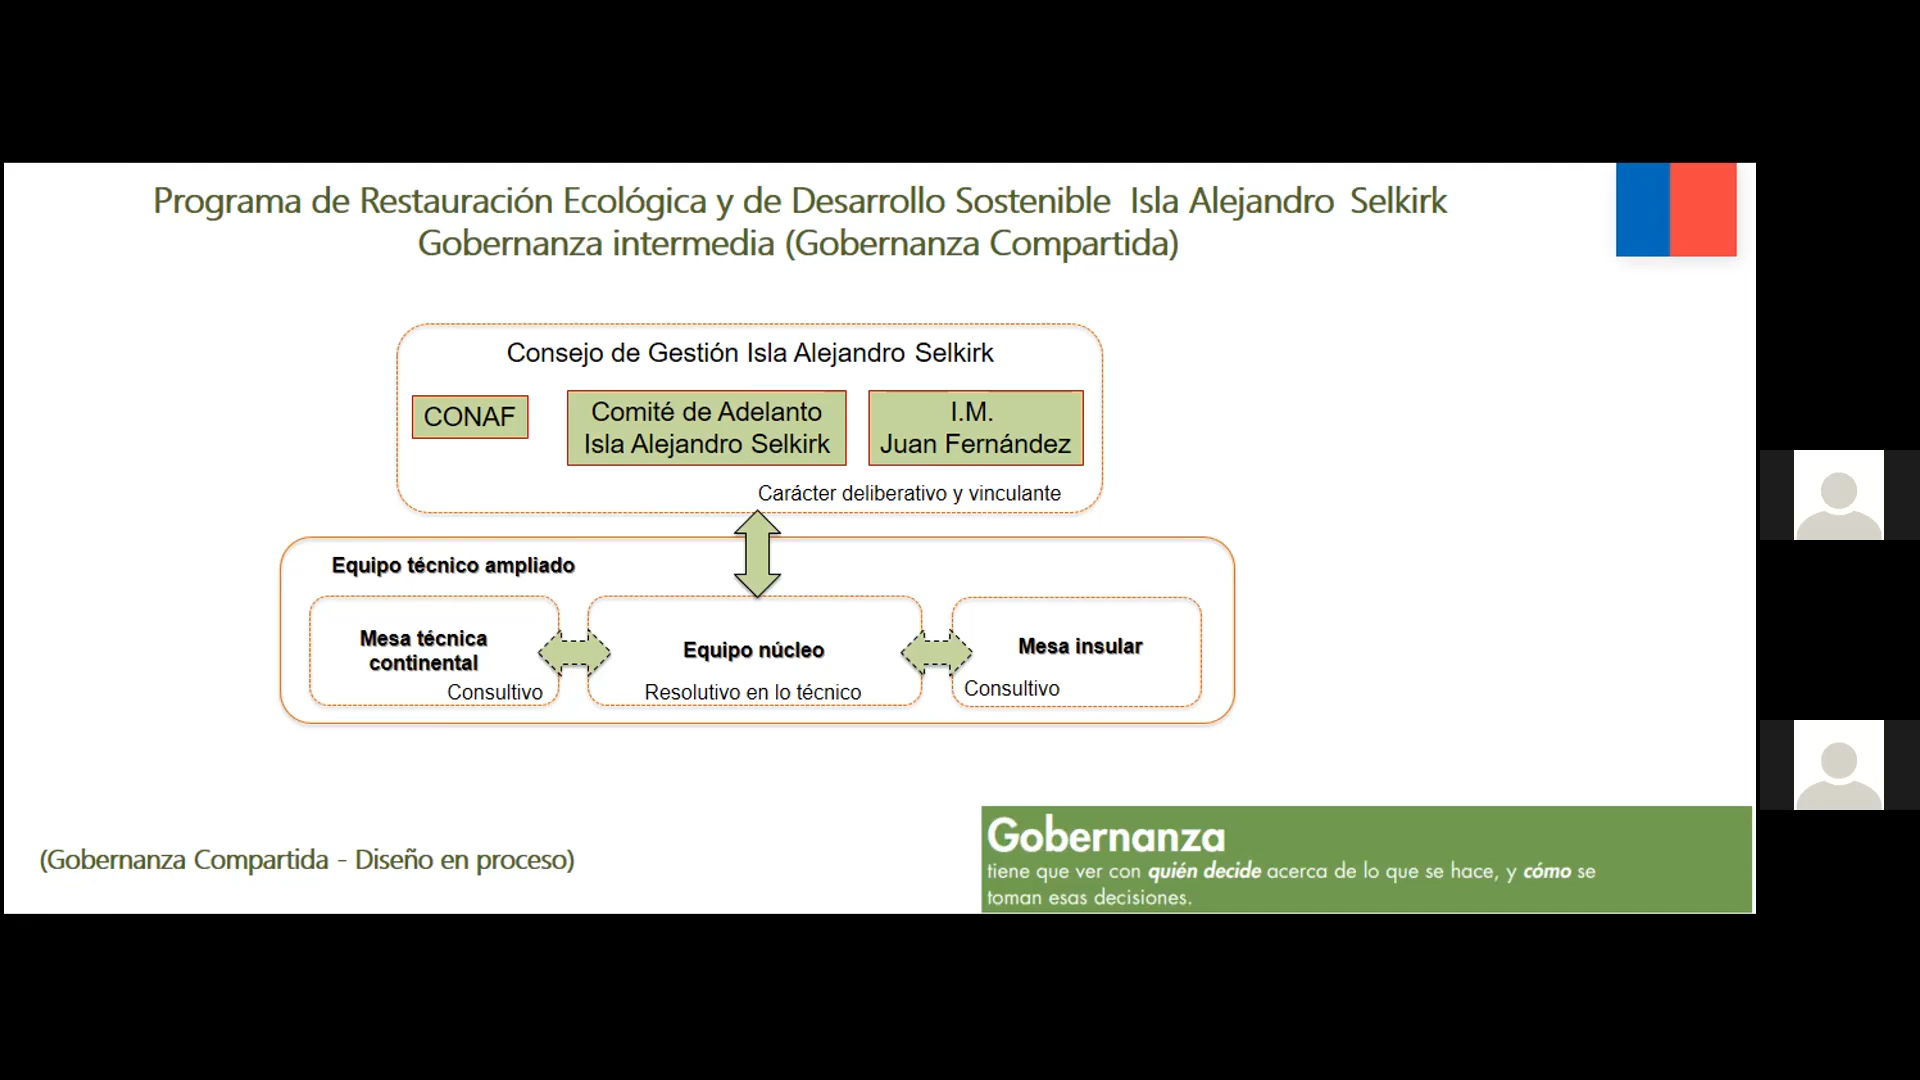 Programa de Restauración Ecológica y de Desarrollo Sostenible Isla Alejandro Selkirk
Gobernanza intermedia (Gobernanza Compartida)
Consejo de Gestión Isla Alejandro Selkirk
CONAF
Comité de Adelanto
Isla Alejandro Selkirk
I.M.
Juan Fernández
Carácter deliberativo y vinculante
Equipo técnico ampliado
Mesa técnica
continental
Consultivo
Equipo núcleo
Resolutivo en lo técnico
Mesa insular
Consultivo
(Gobernanza Compartida - Diseño en proceso)
Gobernanza
tiene que ver con quién decide acerca de lo que se hace, y cómo se
toman esas decisiones.